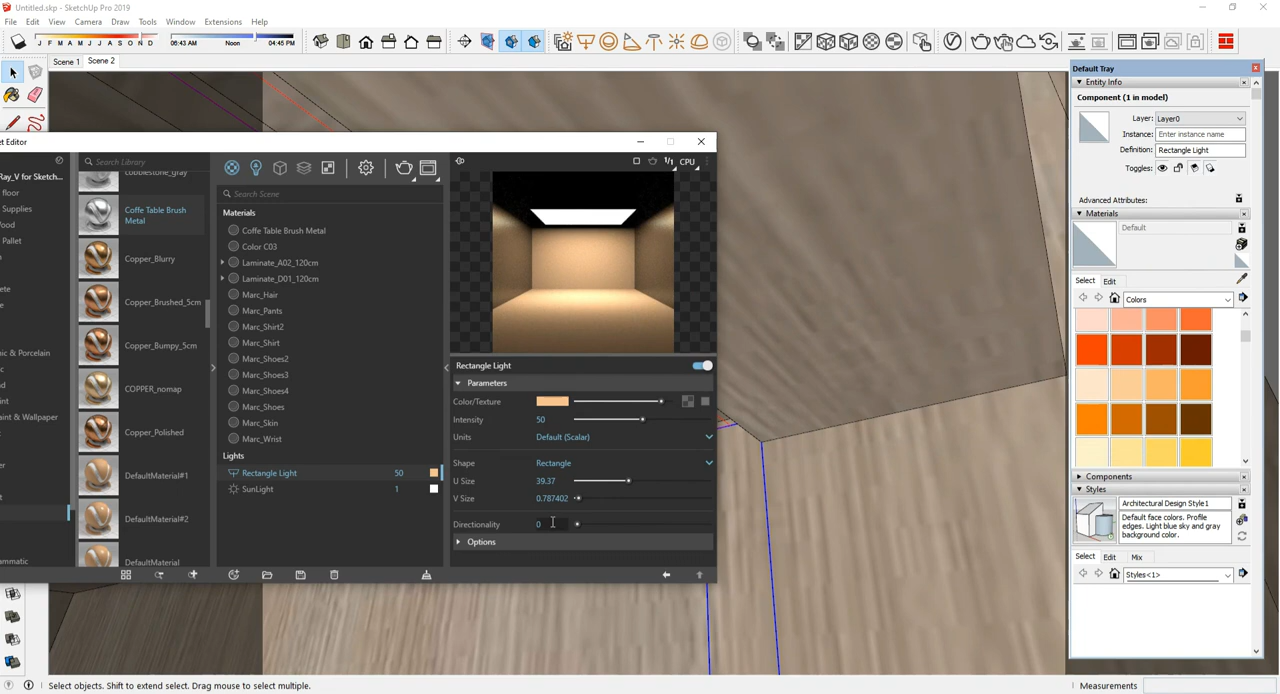 Untitled.skp - SketchUp Pro 2019
File Edit View Camera Draw Tools Window Extensions Help
J F M A M J J A S O N D
06:43 AM Noon 04:45 PM
Scene 1 Scene 2
Default Tray
Entity Info
Component (1 in model)
Layer: Layer0
Instance: Enter instance name
Definition: Rectangle Light
Toggles:
Advanced Attributes:
Materials
Default
Select Edit
Colors
Components
Styles
Architectural Design Style1
Default face colors. Profile edges. Light blue sky and gray background color.
Select Edit Mix
Styles<1>
et Editor
Ray_V for Sketch...
floor
Supplies
ood
Pallet
e
ete
ic & Porcelain
aint & Wallpaper
mmatic
Search Library
cobblestone_gray
Coffe Table Brush
Metal
Copper_Blurry
Copper_Brushed_5cm
Copper_Bumpy_5cm
COPPER_nomap
Copper_Polished
DefaultMaterial#1
DefaultMaterial#2
DefaultMaterial
Search Scene
Materials
Coffe Table Brush Metal
Color C03
Laminate_A02_120cm
Laminate_D01_120cm
Marc_Hair
Marc_Pants
Marc_Shirt2
Marc_Shirt
Marc_Shoes2
Marc_Shoes3
Marc_Shoes4
Marc_Shoes
Marc_Skin
Marc_Wrist
Lights
Rectangle Light 50
SunLight 1
CPU
Rectangle Light
Parameters
Color/Texture
Intensity 50
Units Default (Scalar)
Shape Rectangle
U Size 39.37
V Size 0.787402
Directionality 0
Options
Select objects. Shift to extend select. Drag mouse to select multiple.
Measurements